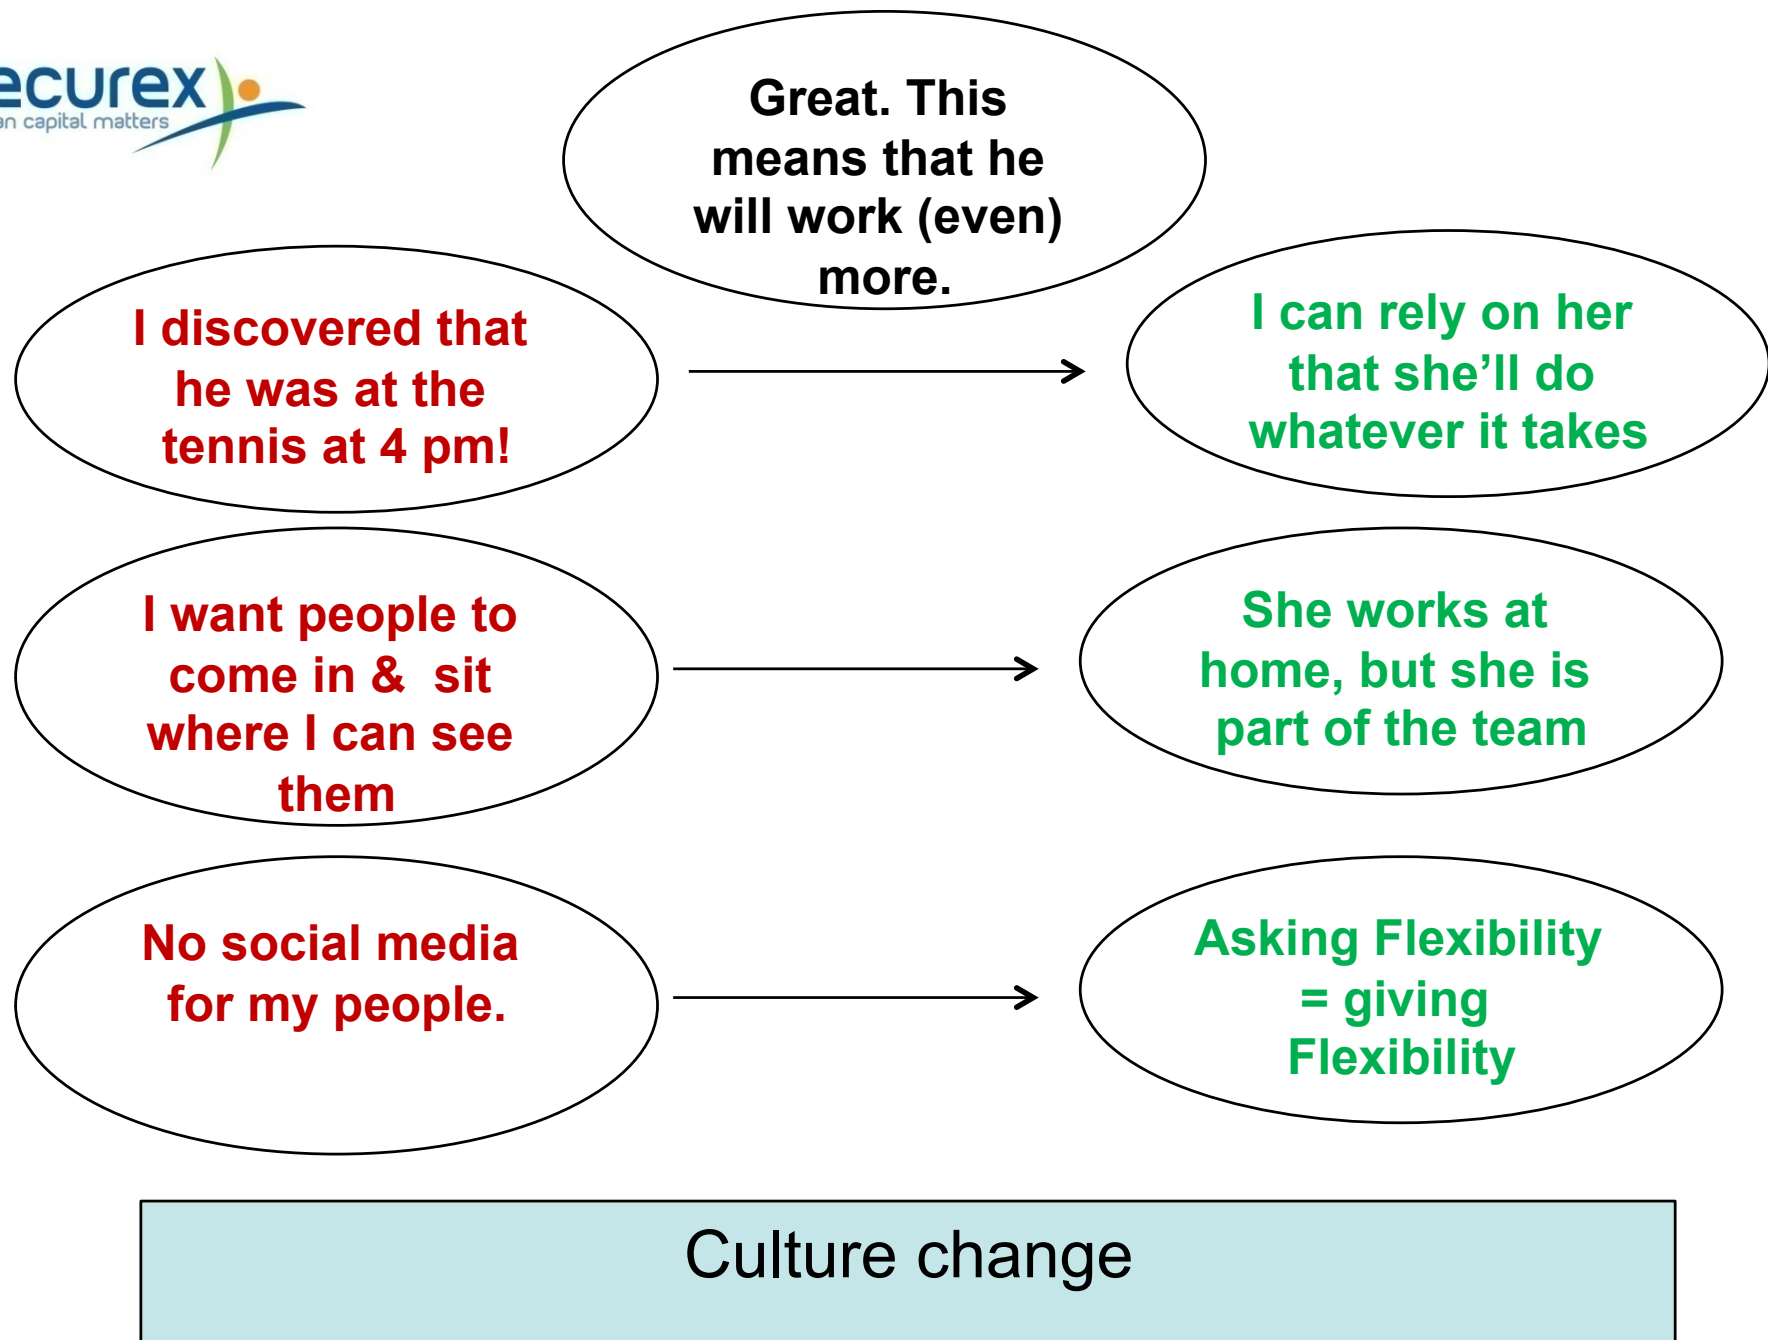 ecurex
an capital matters
Great. This
means that he
will work (even)
more.
I discovered that
he was at the
tennis at 4 pm!
I can rely on her
that she’ll do
whatever it takes
I want people to
come in &  sit
where I can see
them
She works at
home, but she is
part of the team
No social media
for my people.
Asking Flexibility
= giving
Flexibility
Culture change